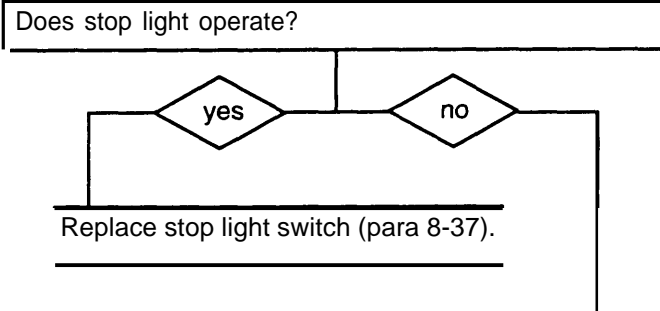 Does stop light operate?
yes
no
Replace stop light switch (para 8-37).